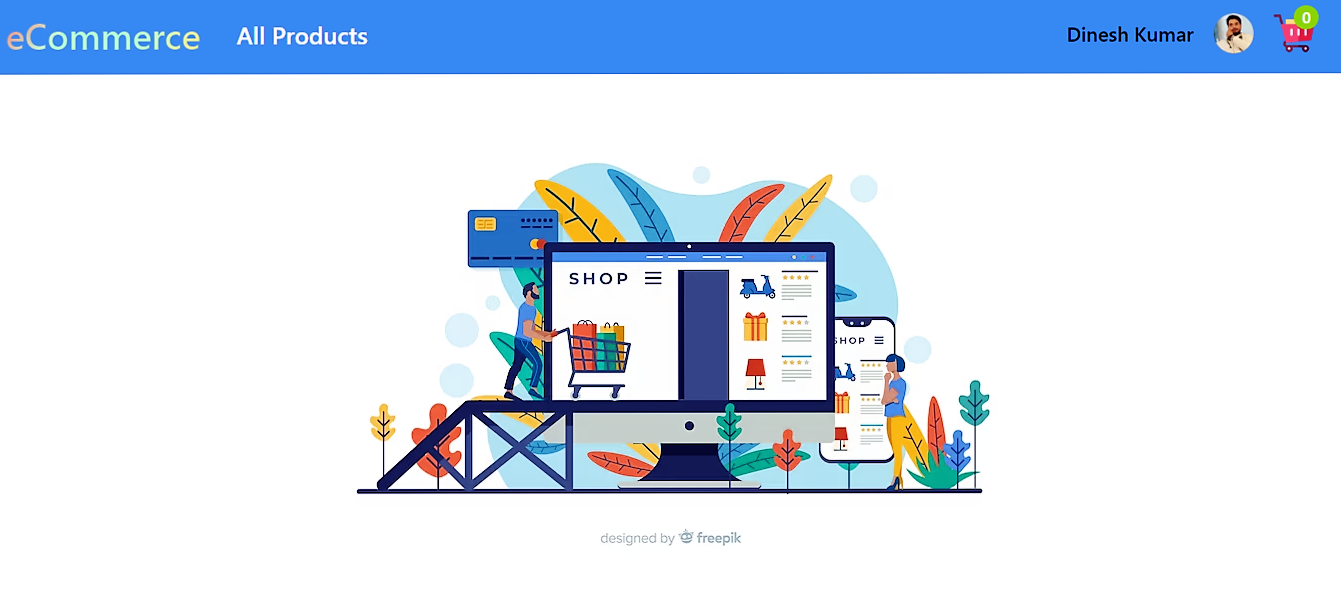 eCommerce
All Products
Dinesh Kumar
0
SHOP
SHOP
designed by freepik